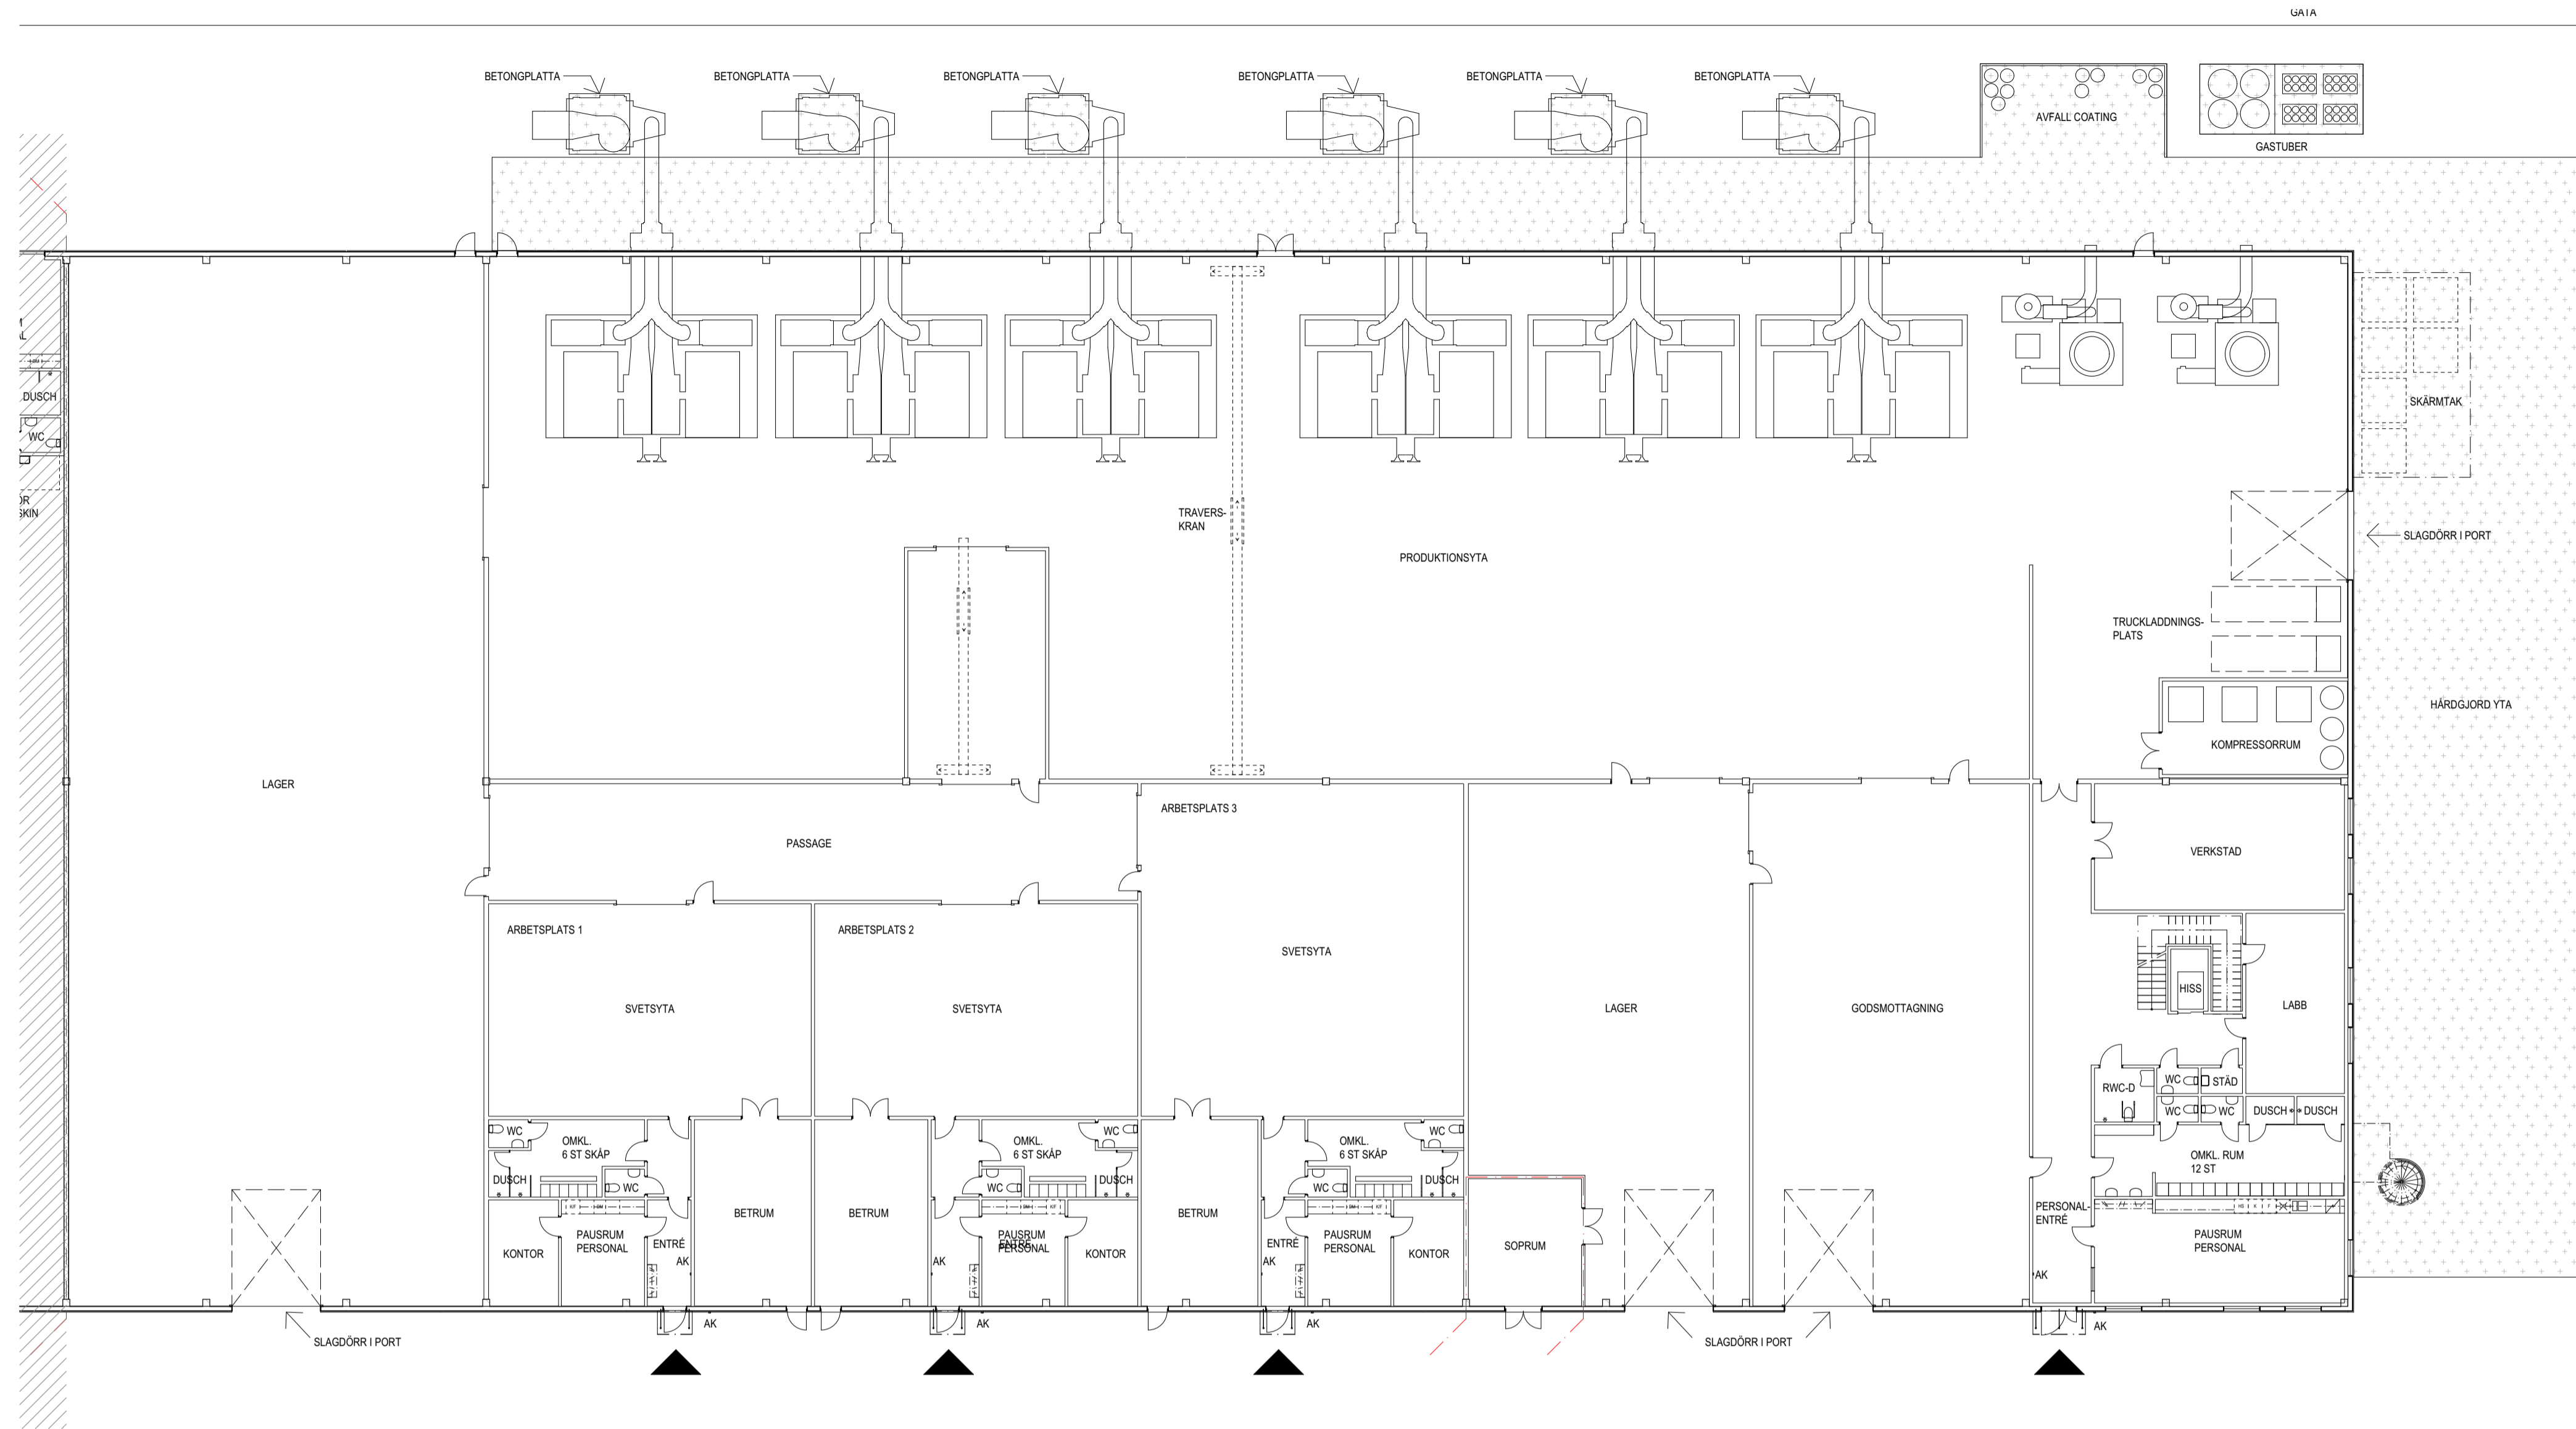 GATA
BETONGPLATTA
BETONGPLATTA
BETONGPLATTA
BETONGPLATTA
BETONGPLATTA
BETONGPLATTA
AVFALL COATING
GASTUBER
DUSCH
WC
SKÄRMTAK
TRAVERS-
KRAN
PRODUKTIONSYTA
SLAGDÖRR I PORT
TRUCKLADDNINGS-
PLATS
HÅRDGJORD YTA
KOMPRESSORRUM
LAGER
ARBETSPLATS 3
PASSAGE
VERKSTAD
ARBETSPLATS 1
ARBETSPLATS 2
SVETSYTA
SVETSYTA
SVETSYTA
LAGER
GODSMOTTAGNING
HISS
LABB
RWC-D
WC
STÄD
WC
WC
DUSCH
DUSCH
WC
OMKL.
6 ST SKÅP
DUSCH
WC
OMKL.
6 ST SKÅP
WC
WC
DUSCH
OMKL.
6 ST SKÅP
WC
WC
DUSCH
OMKL. RUM
12 ST
KONTOR
PAUSRUM
PERSONAL
ENTRÉ
AK
BETRUM
BETRUM
AK
PAUSRUM
PERSONAL
ENTRÉ
KONTOR
BETRUM
ENTRÉ
AK
PAUSRUM
PERSONAL
KONTOR
SOPRUM
PERSONAL-
ENTRÉ
AK
PAUSRUM
PERSONAL
SLAGDÖRR I PORT
AK
AK
AK
SLAGDÖRR I PORT
AK